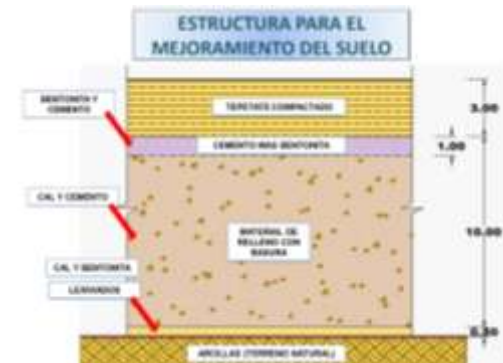 ESTRUCTURA PARA EL
MEJORAMIENTO DEL SUELO
BENTONITA Y
CEMENTO
COMPACTADO
3.00
CEMENTO MAS BENTONITA
1.00
CAL Y CEMENTO
MATERIAL DE
RELLENO CON
BASURA
10.00
CAL Y BENTONITA
LIXIVIADOS
ARCILLAS (TERRENO NATURAL)